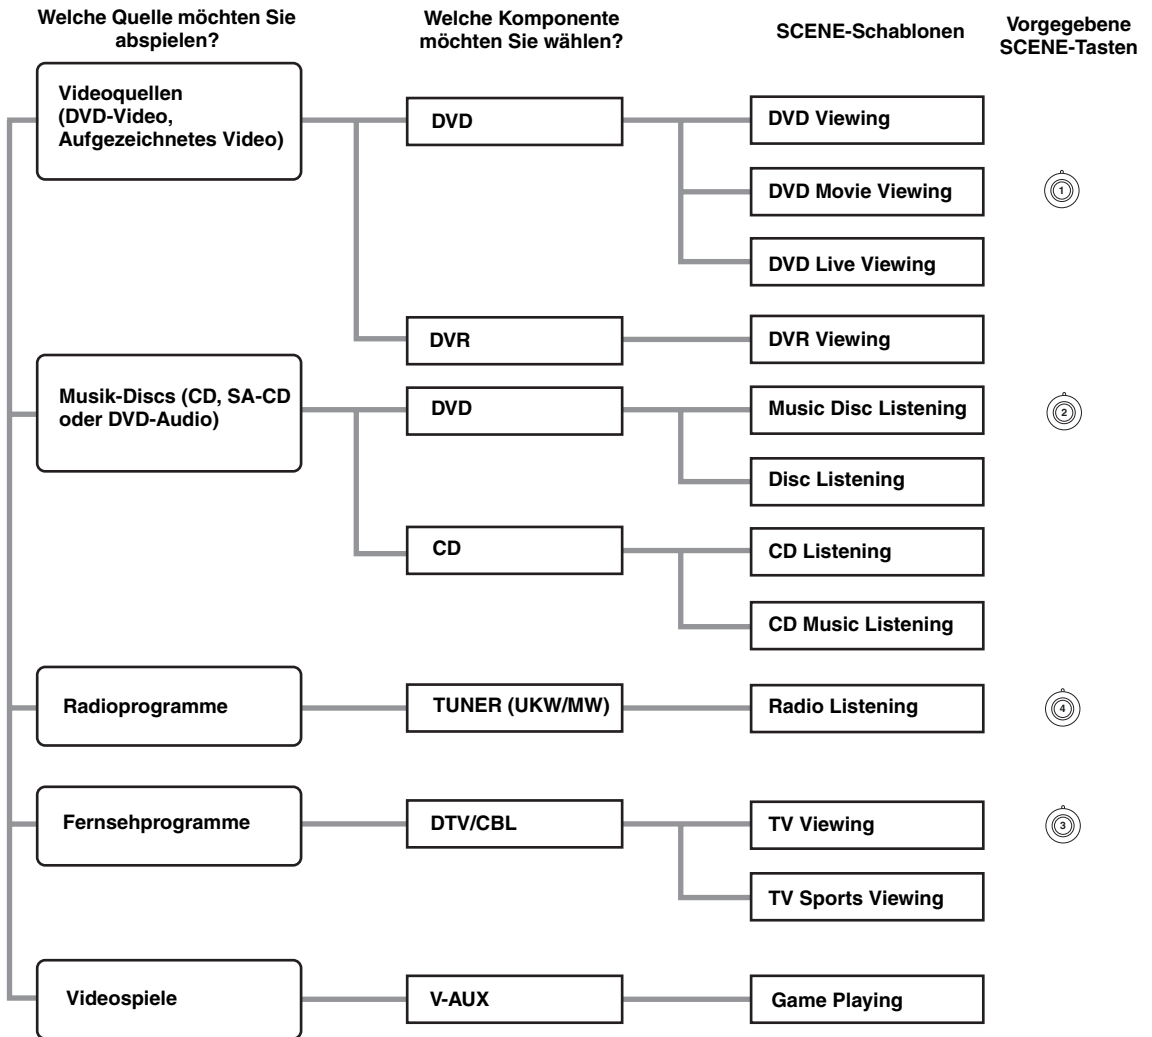 Welche Quelle möchten Sie
abspielen?
Welche Komponente
möchten Sie wählen?
SCENE-Schablonen
Vorgegebene
SCENE-Tasten
Videoquellen
(DVD-Video,
Aufgezeichnetes Video)
DVD
DVD Viewing
DVD Movie Viewing
1
DVD Live Viewing
DVR
DVR Viewing
Musik-Discs (CD, SA-CD
oder DVD-Audio)
DVD
Music Disc Listening
2
Disc Listening
CD
CD Listening
CD Music Listening
Radioprogramme
TUNER (UKW/MW)
Radio Listening
4
Fernsehprogramme
DTV/CBL
TV Viewing
3
TV Sports Viewing
Videospiele
V-AUX
Game Playing